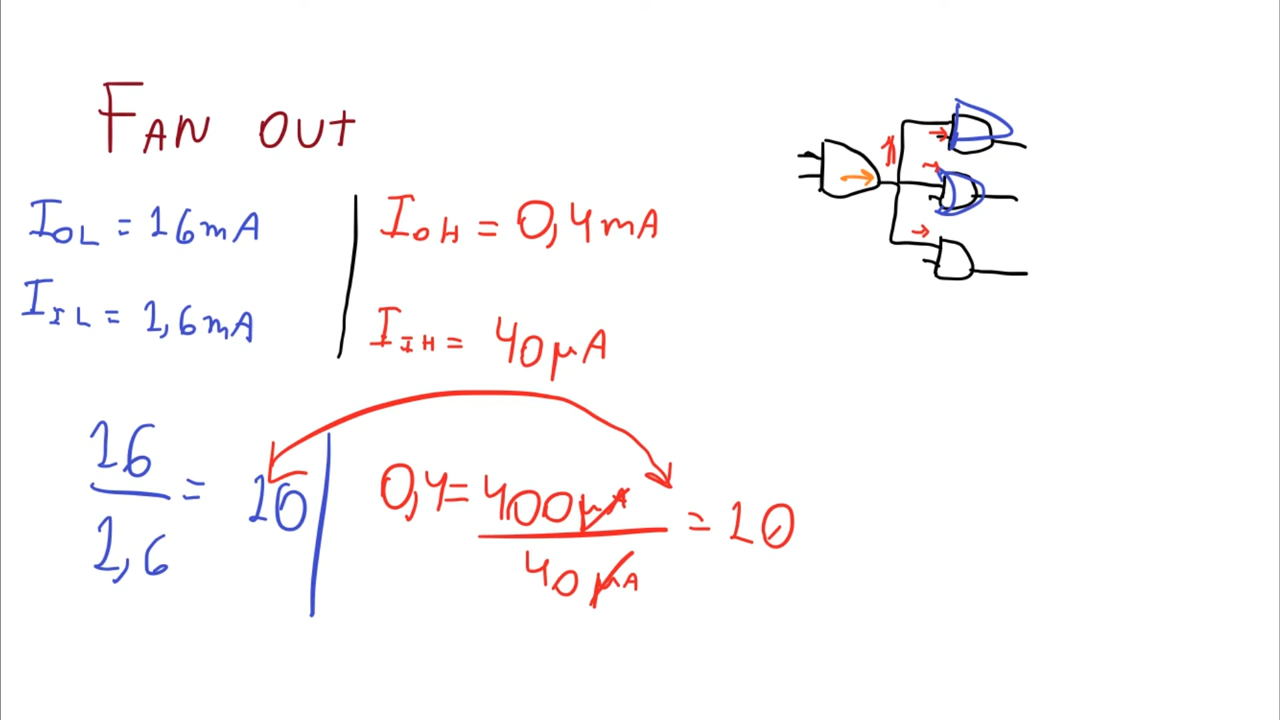 FAN OUT
IOL = 16mA
IIL = 1,6mA
IOH = 0,4mA
IIH = 40μA
16
1,6
= 10
0,4 = 400μA
40μA
= 10